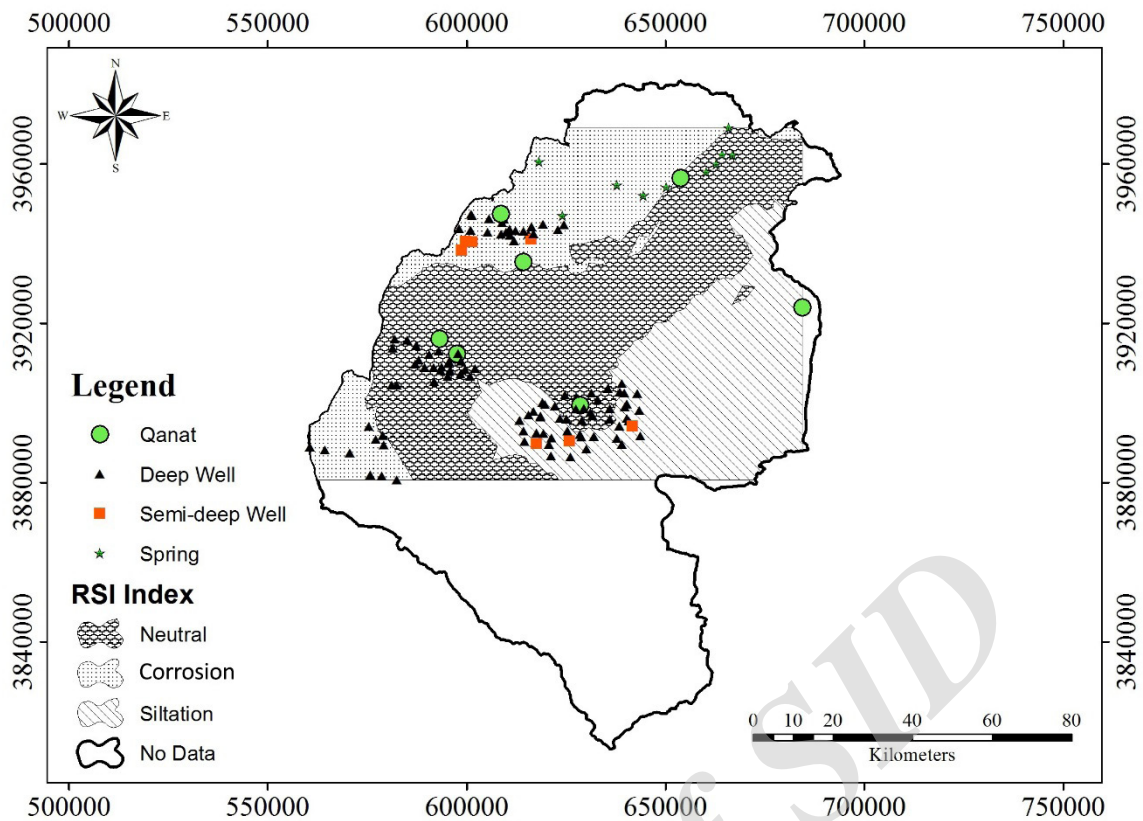 500000 550000 600000 650000 700000 750000
N
W E
S
3960000 3960000
3920000 3920000
3880000 3880000
3840000 3840000
Legend
Qanat
Deep Well
Semi-deep Well
Spring
RSI Index
Neutral
Corrosion
Siltation
No Data
0 10 20 40 60 80
Kilometers
f SID
500000 550000 600000 650000 700000 750000